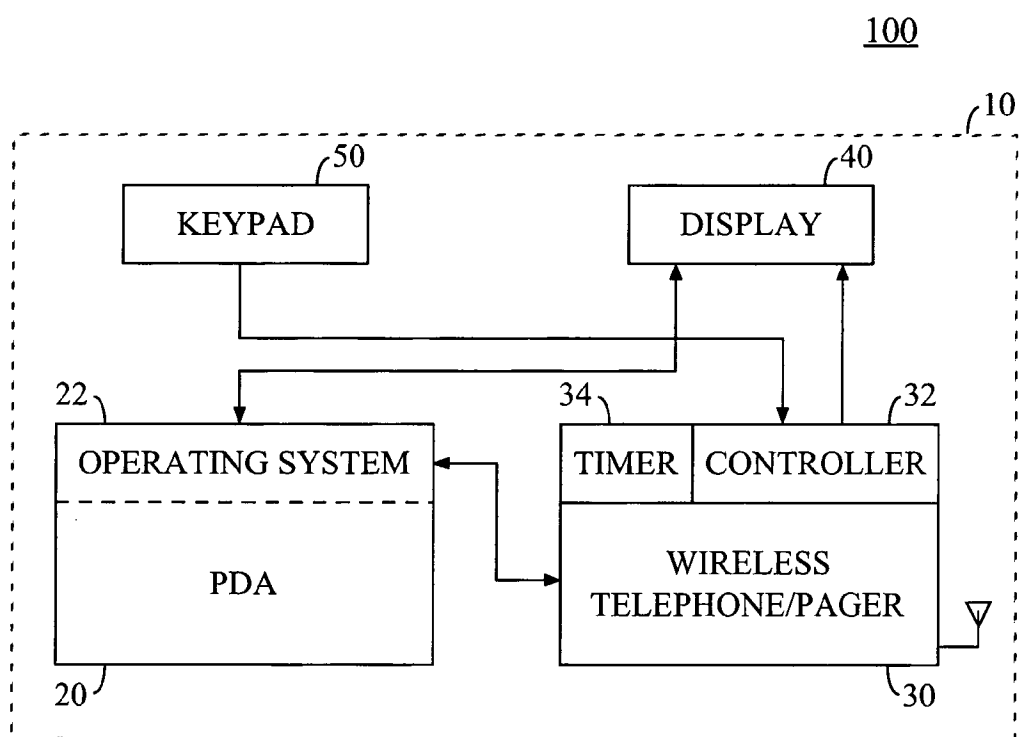 100
10
50
40
KEYPAD
DISPLAY
22
34
32
OPERATING SYSTEM
TIMER
CONTROLLER
PDA
WIRELESS
TELEPHONE/PAGER
20
30